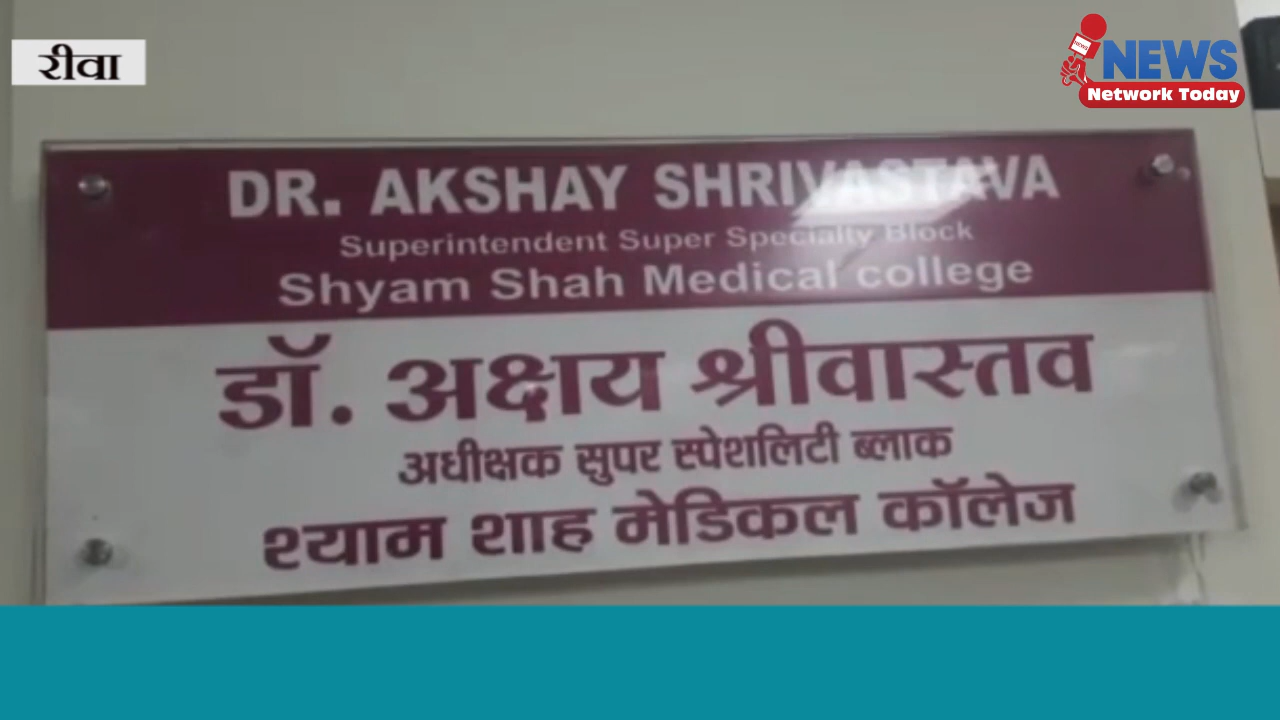 रीवा
NEWS
NEWS
Network Today
DR. AKSHAY SHRIVASTAVA
Superintendent Super Specialty Block
Shyam Shah Medical college
डॉ. अक्षय श्रीवास्तव
अधीक्षक सुपर स्पेशलिटी ब्लाक
श्याम शाह मेडिकल कॉलेज